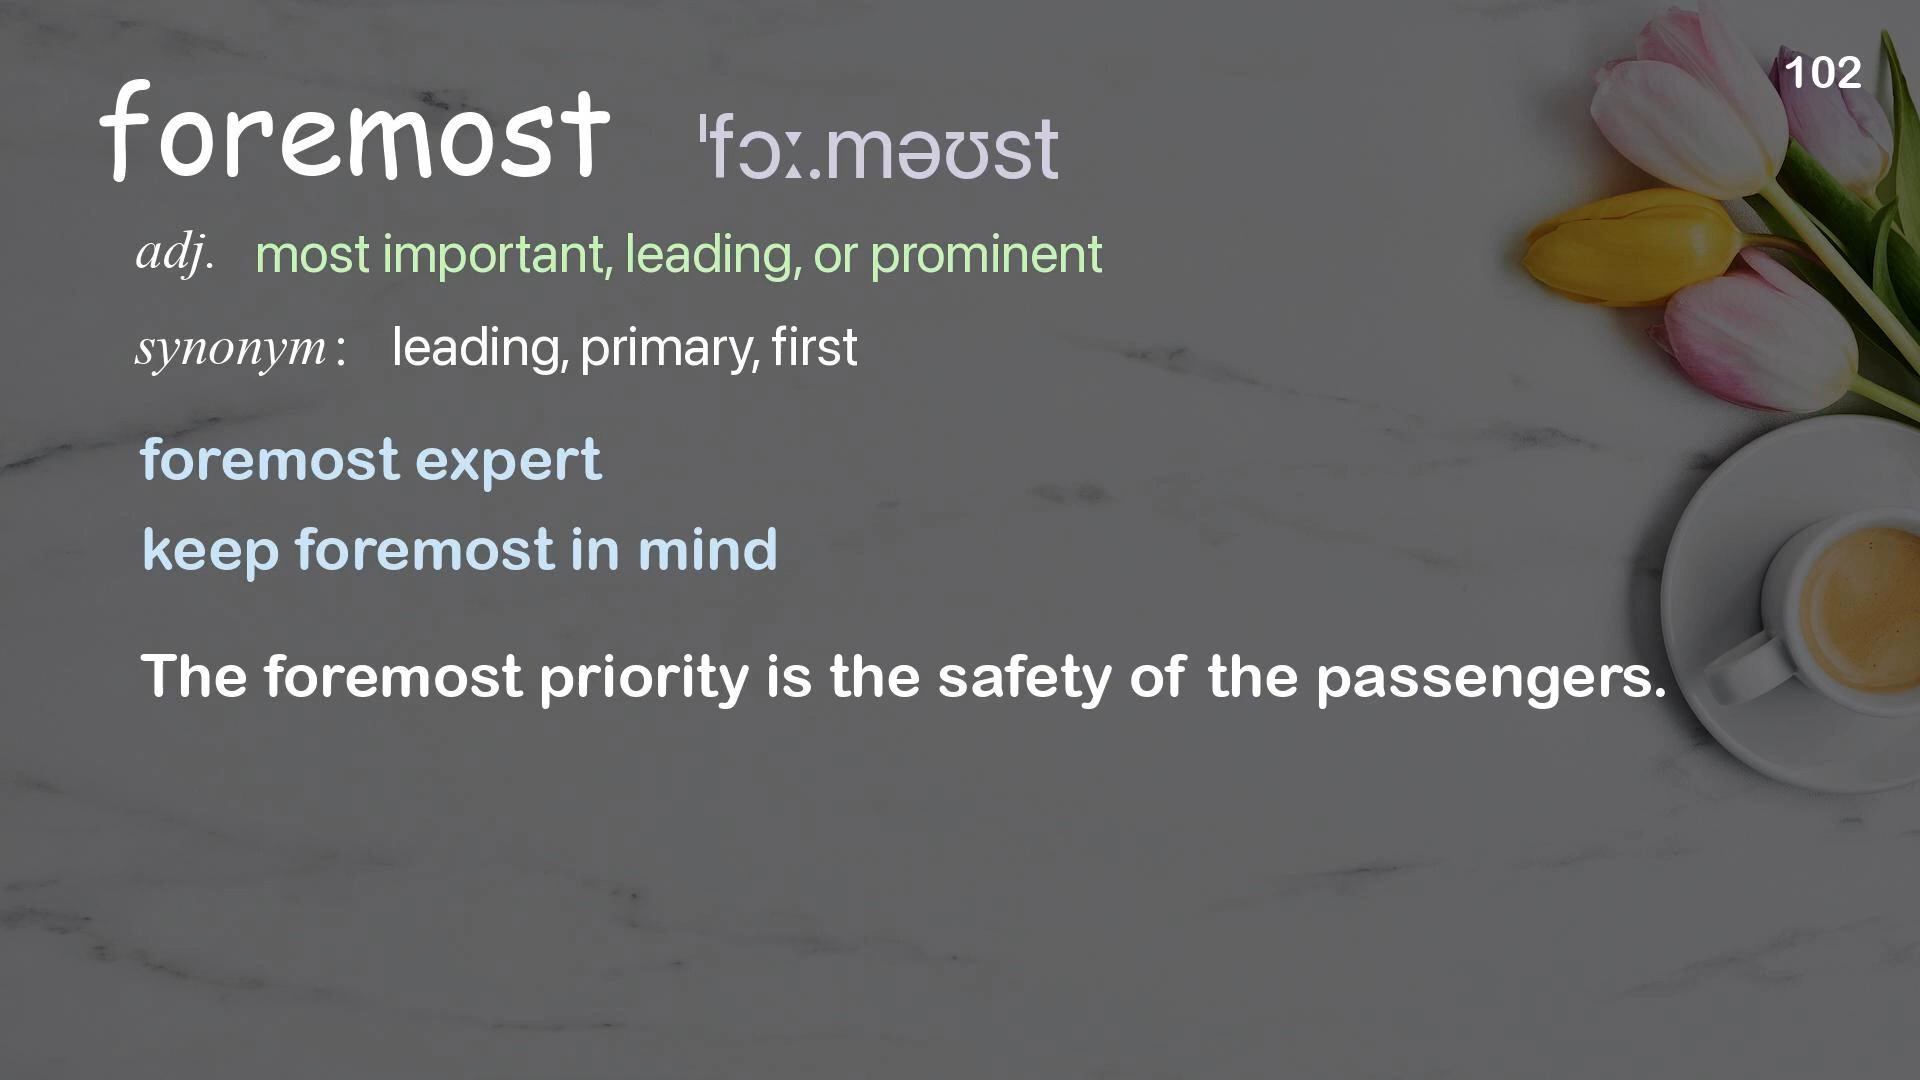 102
foremost ˈfɔː.məʊst
adj. most important, leading, or prominent
synonym: leading, primary, first
foremost expert
keep foremost in mind
The foremost priority is the safety of the passengers.